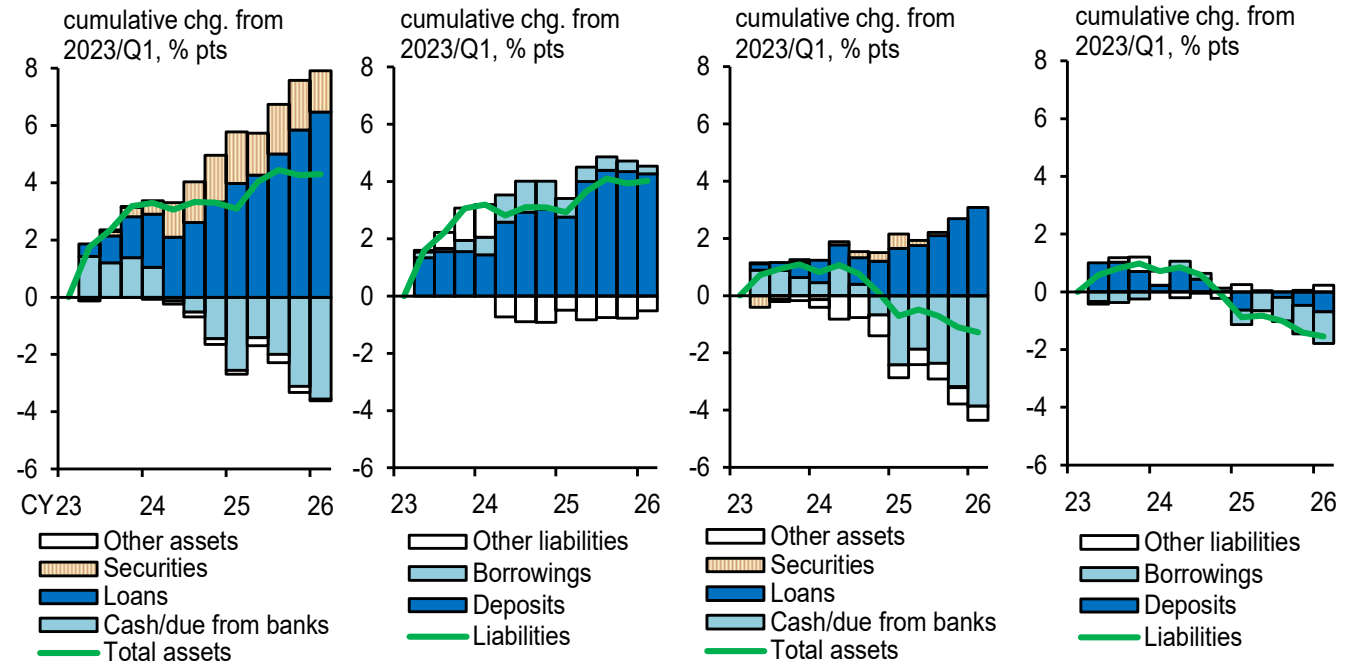 cumulative chg. from
2023/Q1, % pts
8
6
4
2
0
-2
-4
-6
CY23
24
25
26
Other assets
Securities
Loans
Cash/due from banks
Total assets
cumulative chg. from
2023/Q1, % pts
8
6
4
2
0
-2
-4
-6
23
24
25
26
Other liabilities
Borrowings
Deposits
Liabilities
cumulative chg. from
2023/Q1, % pts
8
6
4
2
0
-2
-4
-6
23
24
25
26
Other assets
Securities
Loans
Cash/due from banks
Total assets
cumulative chg. from
2023/Q1, % pts
8
6
4
2
0
-2
-4
-6
23
24
25
26
Other liabilities
Borrowings
Deposits
Liabilities